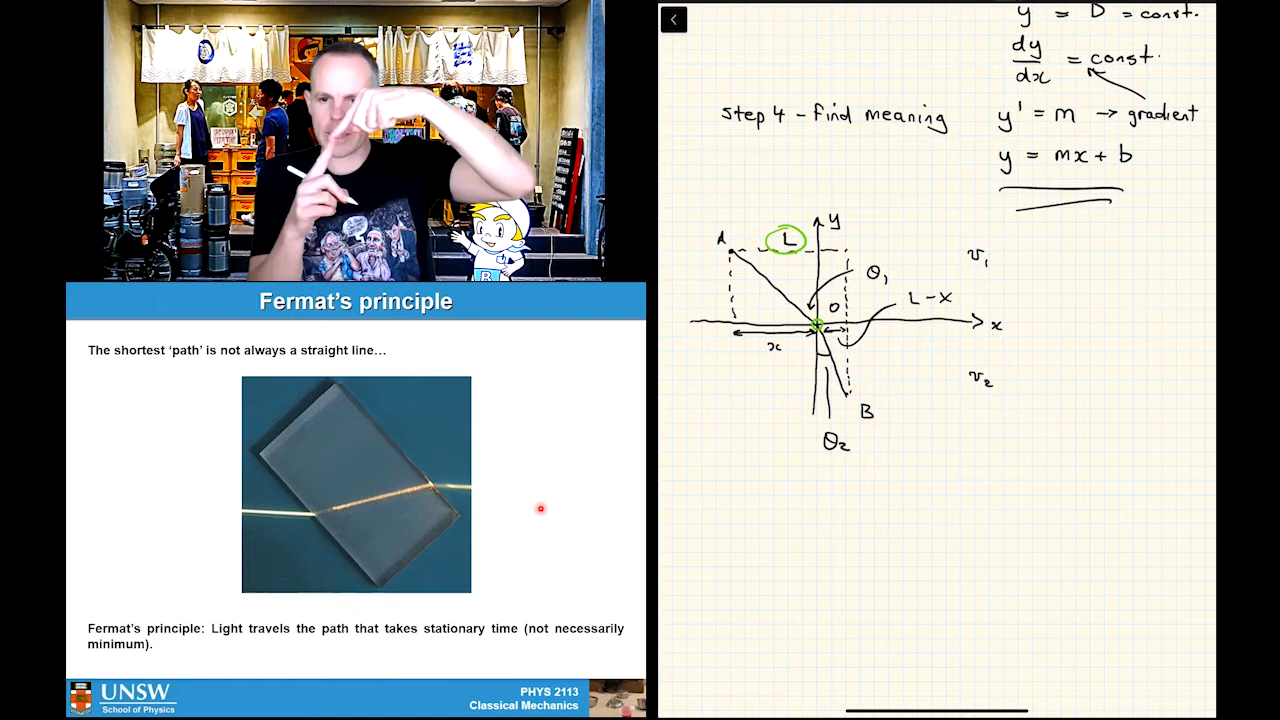 Fermat's principle
The shortest 'path' is not always a straight line…
Fermat's principle: Light travels the path that takes stationary time (not necessarily
minimum).
UNSW
School of Physics
PHYS 2113
Classical Mechanics
y = D = const.
dy/dx = const.
Step 4 - find meaning
y' = m → gradient
y = mx + b
A
L
y
v₁
θ₁
O
L - x
x
x
v₂
B
θ₂
B